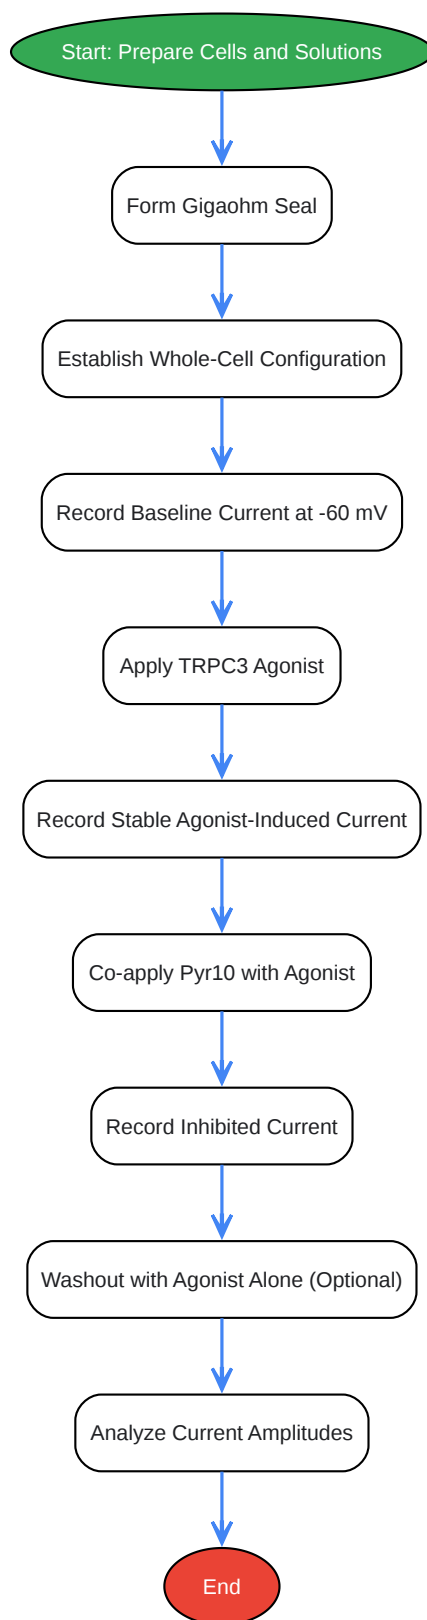 Start: Prepare Cells and Solutions
Form Gigaohm Seal
Establish Whole-Cell Configuration
Record Baseline Current at -60 mV
Apply TRPC3 Agonist
Record Stable Agonist-Induced Current
Co-apply Pyr10 with Agonist
Record Inhibited Current
Washout with Agonist Alone (Optional)
Analyze Current Amplitudes
End